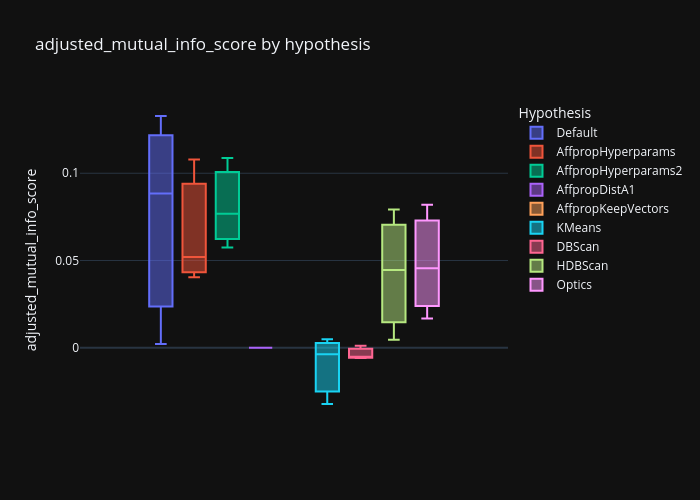 adjusted_mutual_info_score by hypothesis
adjusted_mutual_info_score
0.1
0.05
0
Hypothesis
Default
AffpropHyperparams
AffpropHyperparams2
AffpropDistA1
AffpropKeepVectors
KMeans
DBScan
HDBScan
Optics